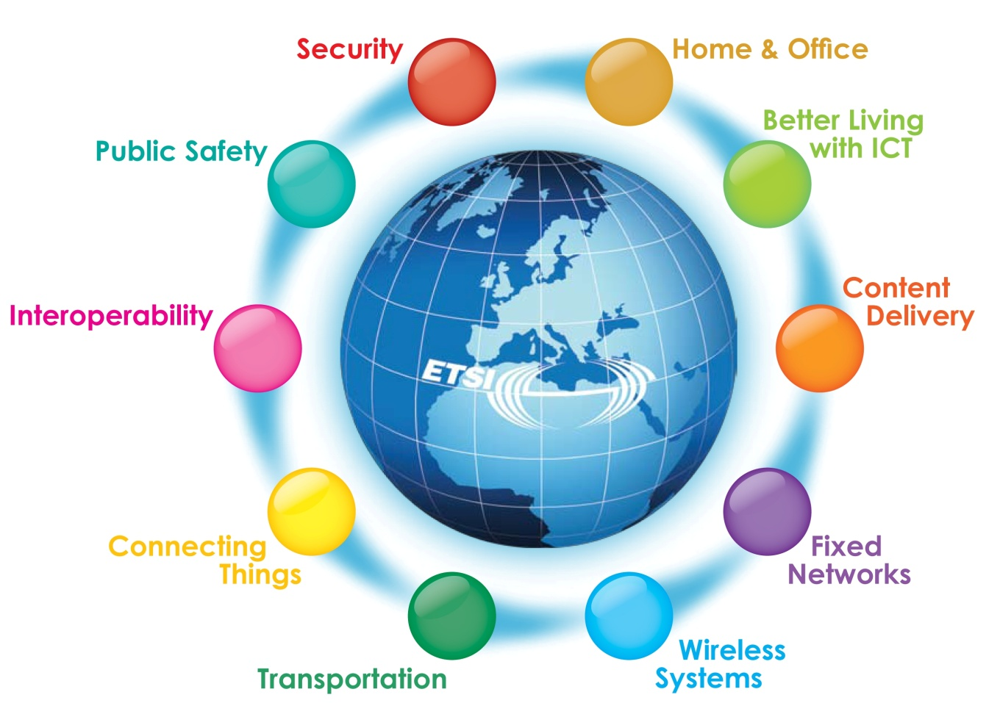 Security
Home & Office
Better Living
with ICT
Public Safety
Content
Delivery
Interoperability
ETSI
Fixed
Networks
Connecting
Things
Wireless
Systems
Transportation